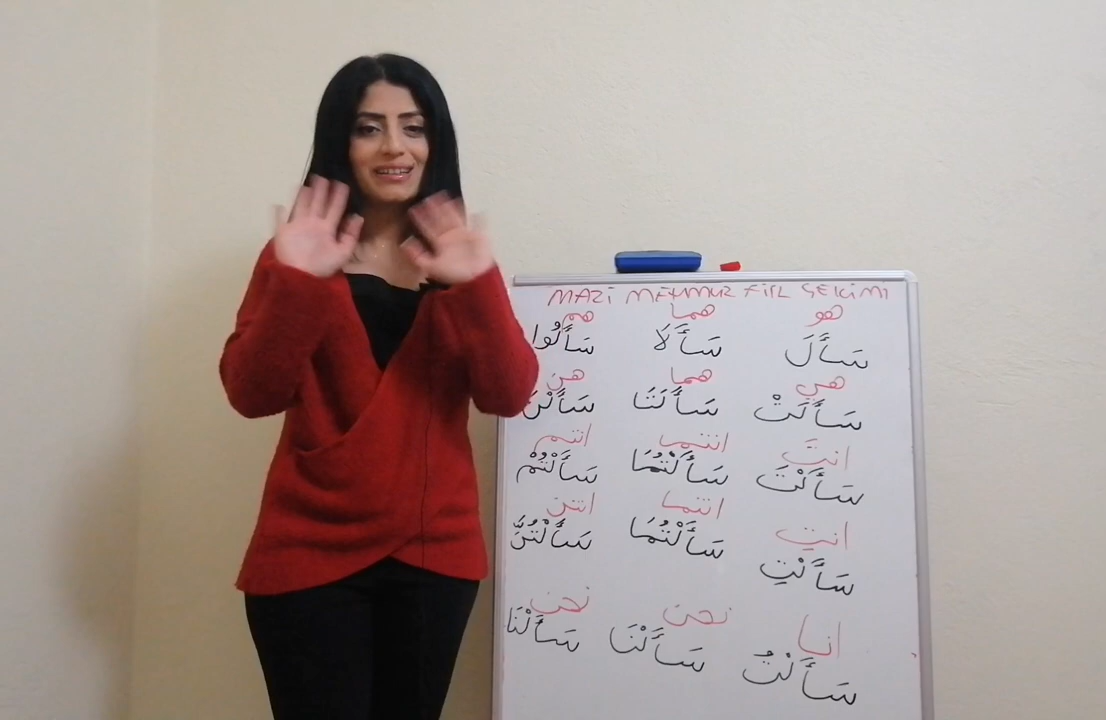 MAZİ MEHMUZ FİİL ÇEKİMİ
هو هما هم
سَأَلَ سَأَلَا سَأَلُوا
هي هما هن
سَأَلَتْ سَأَلَتَا سَأَلْنَ
انتَ انتما انتم
سَأَلْتَ سَأَلْتُمَا سَأَلْتُمْ
انتِ انتما انتن
سَأَلْتِ سَأَلْتُمَا سَأَلْتُنَّ
انا نحن نحن
سَأَلْتُ سَأَلْنَا سَأَلْنَا